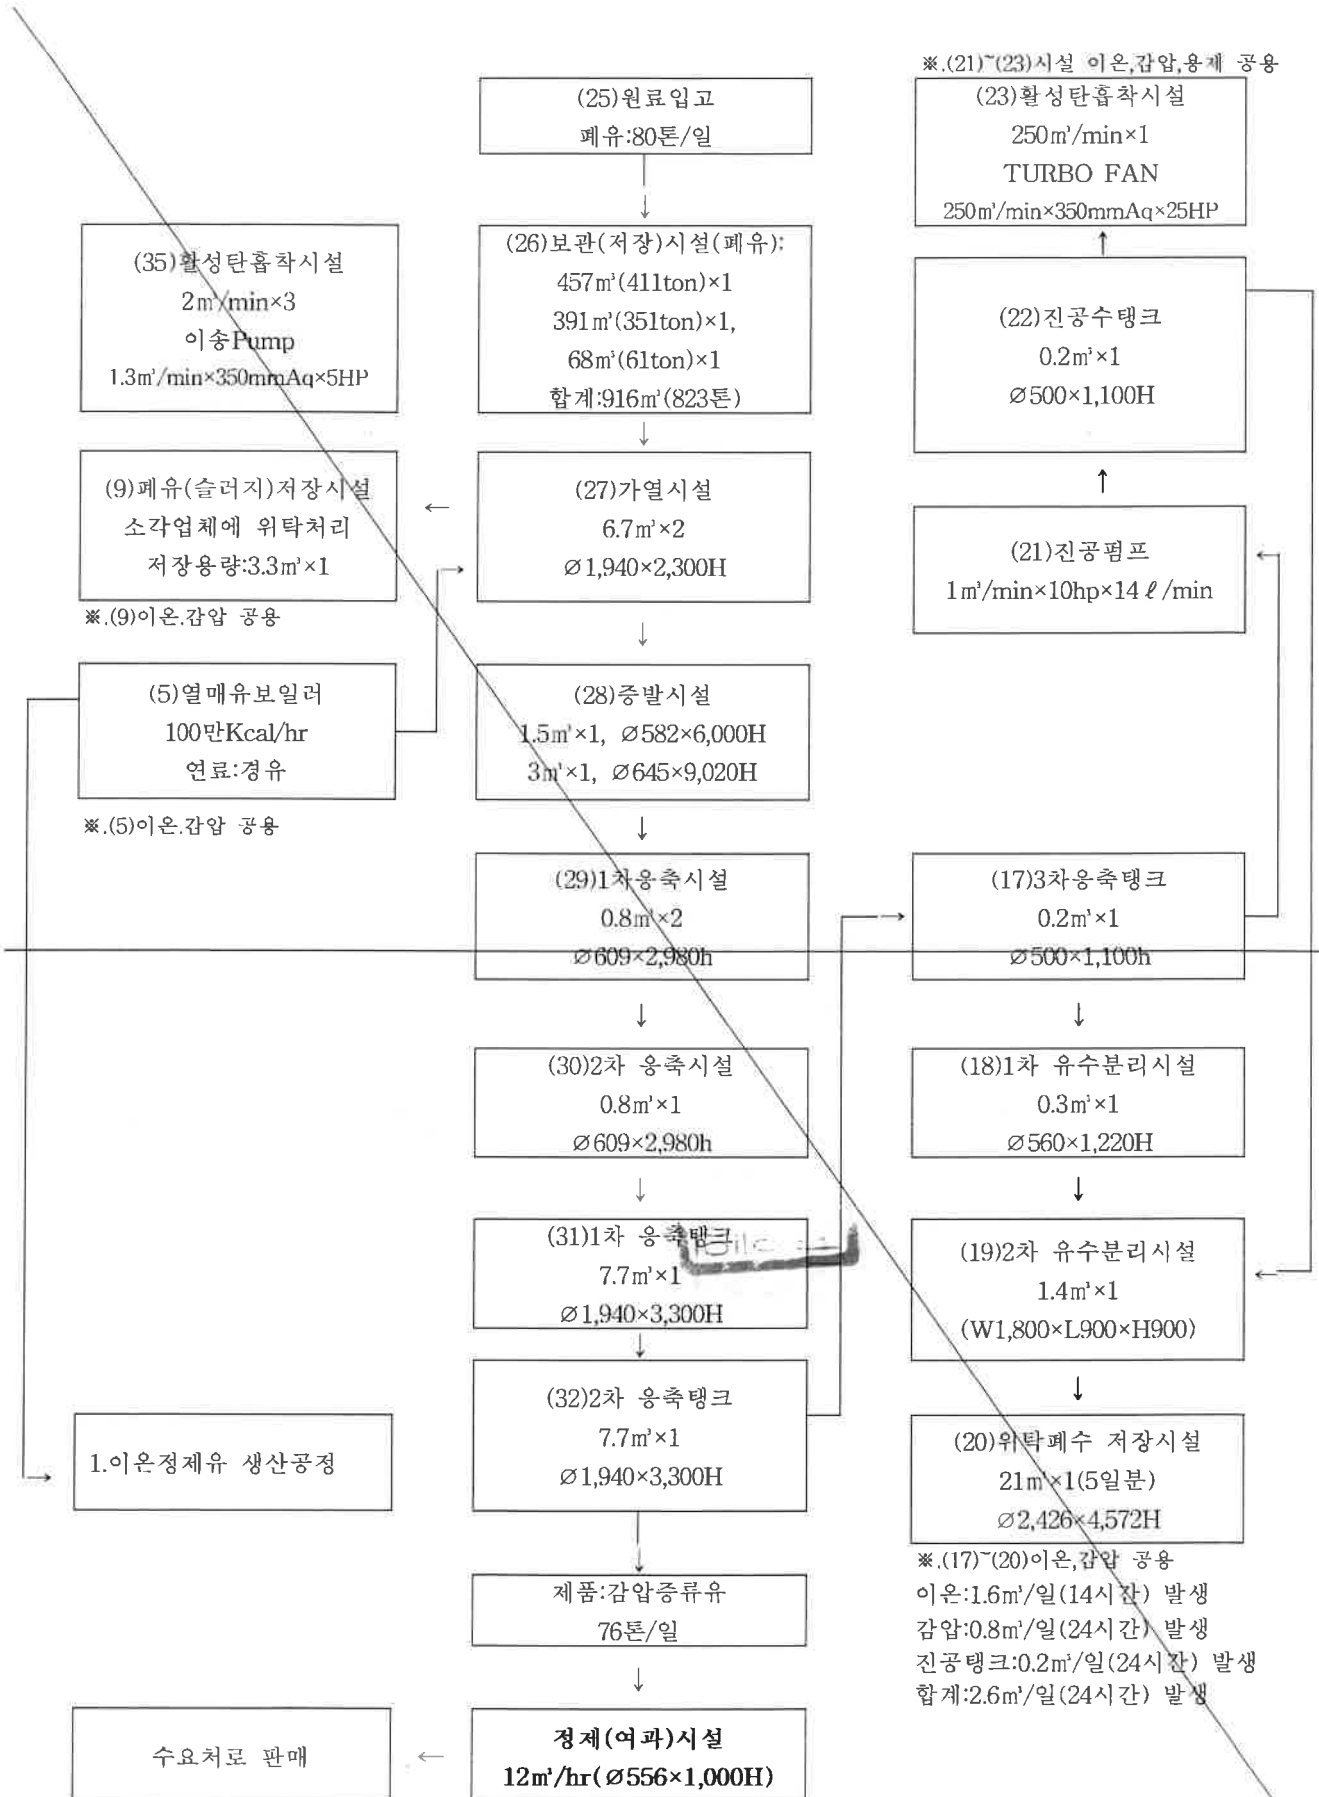 ※.(21)~(23)시설 이온,감압,용제 공용
(25)원료입고
폐유:80톤/일
(23)활성탄흡착시설
250㎥/min×1
TURBO FAN
250㎥/min×350mmAq×25HP
(35)활성탄흡착시설
2㎥/min×3
이송Pump
1.3㎥/min×350mmAq×5HP
(26)보관(저장)시설(폐유):
457㎥(411ton)×1
391㎥(351ton)×1,
68㎥(61ton)×1
합계:916㎥(823톤)
(22)진공수탱크
0.2㎥×1
∅500×1,100H
(9)폐유(슬러지)저장시설
소각업체에 위탁처리
저장용량:3.3㎥×1
※.(9)이온.감압 공용
(27)가열시설
6.7㎥×2
∅1,940×2,300H
(21)진공펌프
1㎥/min×10hp×14ℓ/min
(5)열매유보일러
100만Kcal/hr
연료:경유
※.(5)이온.감압 공용
(28)증발시설
1.5㎥×1, ∅582×6,000H
3㎥×1, ∅645×9,020H
(29)1차응축시설
0.8㎥×2
∅609×2,980h
(17)3차응축탱크
0.2㎥×1
∅500×1,100h
(30)2차 응축시설
0.8㎥×1
∅609×2,980h
(18)1차 유수분리시설
0.3㎥×1
∅560×1,220H
(31)1차 응축탱크
7.7㎥×1
∅1,940×3,300H
(19)2차 유수분리시설
1.4㎥×1
(W1,800×L900×H900)
(32)2차 응축탱크
7.7㎥×1
∅1,940×3,300H
1.이온정제유 생산공정
(20)위탁폐수 저장시설
21㎥×1(5일분)
∅2,426×4,572H
※.(17)~(20)이온,감압 공용
이온:1.6㎥/일(14시간) 발생
감압:0.8㎥/일(24시간) 발생
진공탱크:0.2㎥/일(24시간) 발생
합계:2.6㎥/일(24시간) 발생
제품:감압증류유
76톤/일
수요처로 판매
정제(여과)시설
12㎥/hr(∅556×1,000H)